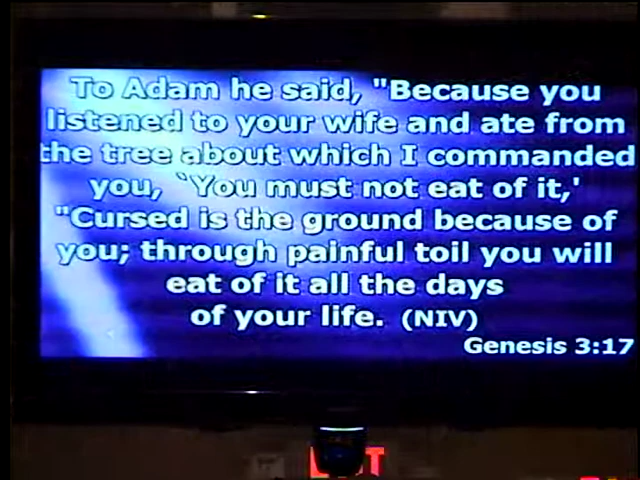 To Adam he said, "Because you
listened to your wife and ate from
the tree about which I commanded
you, `You must not eat of it,'
"Cursed is the ground because of
you; through painful toil you will
eat of it all the days
of your life. (NIV)
Genesis 3:17